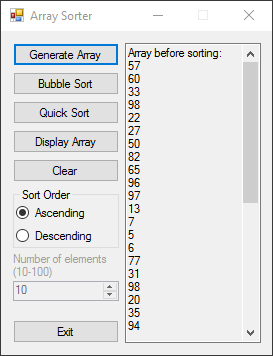 Array Sorter
Generate Array
Bubble Sort
Quick Sort
Display Array
Clear
Sort Order
Ascending
Descending
Number of elements
(10-100)
10
Exit
Array before sorting:
57
60
33
98
22
27
50
82
65
96
97
13
7
5
6
77
31
98
20
35
94